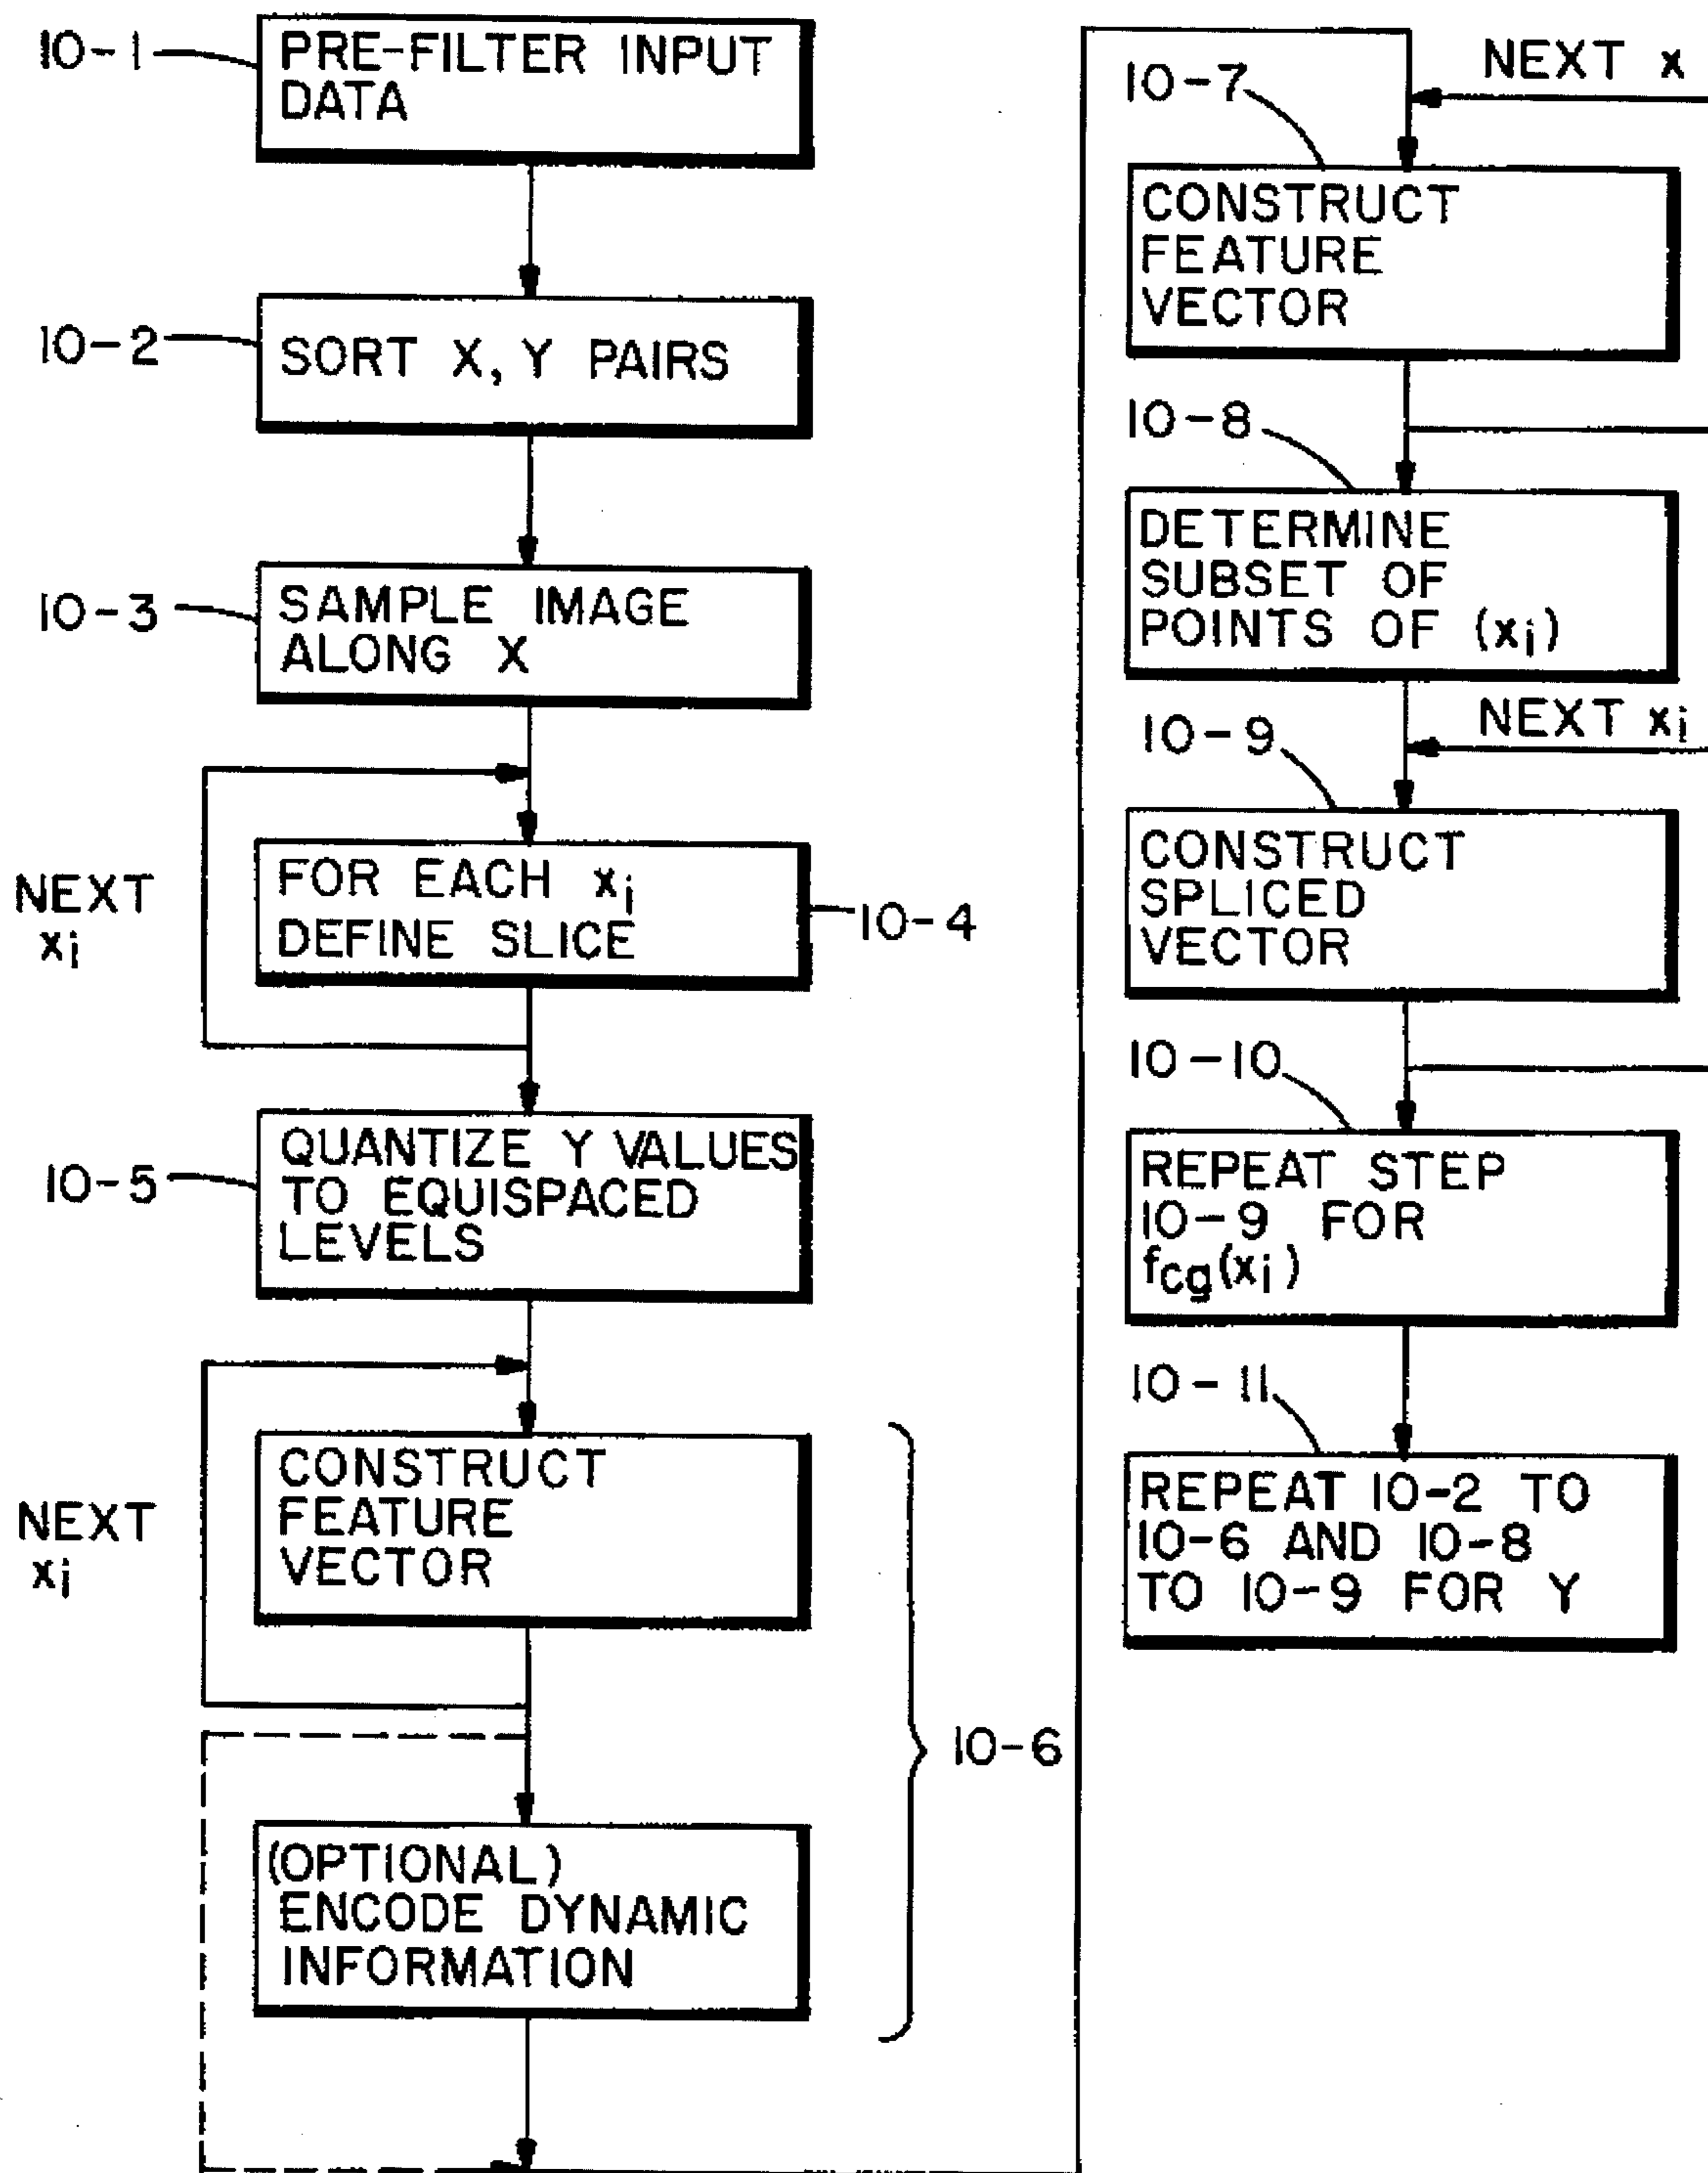 10-1
PRE-FILTER INPUT
DATA
10-2
SORT X, Y PAIRS
10-3
SAMPLE IMAGE
ALONG X
NEXT
xi
FOR EACH xi
DEFINE SLICE
10-4
10-5
QUANTIZE Y VALUES
TO EQUISPACED
LEVELS
NEXT
xi
CONSTRUCT
FEATURE
VECTOR
10-6
(OPTIONAL)
ENCODE DYNAMIC
INFORMATION
NEXT x
10-7
CONSTRUCT
FEATURE
VECTOR
10-8
DETERMINE
SUBSET OF
POINTS OF (xi)
NEXT xi
10-9
CONSTRUCT
SPLICED
VECTOR
10-10
REPEAT STEP
10-9 FOR
fcg(xi)
10-11
REPEAT 10-2 TO
10-6 AND 10-8
TO 10-9 FOR Y